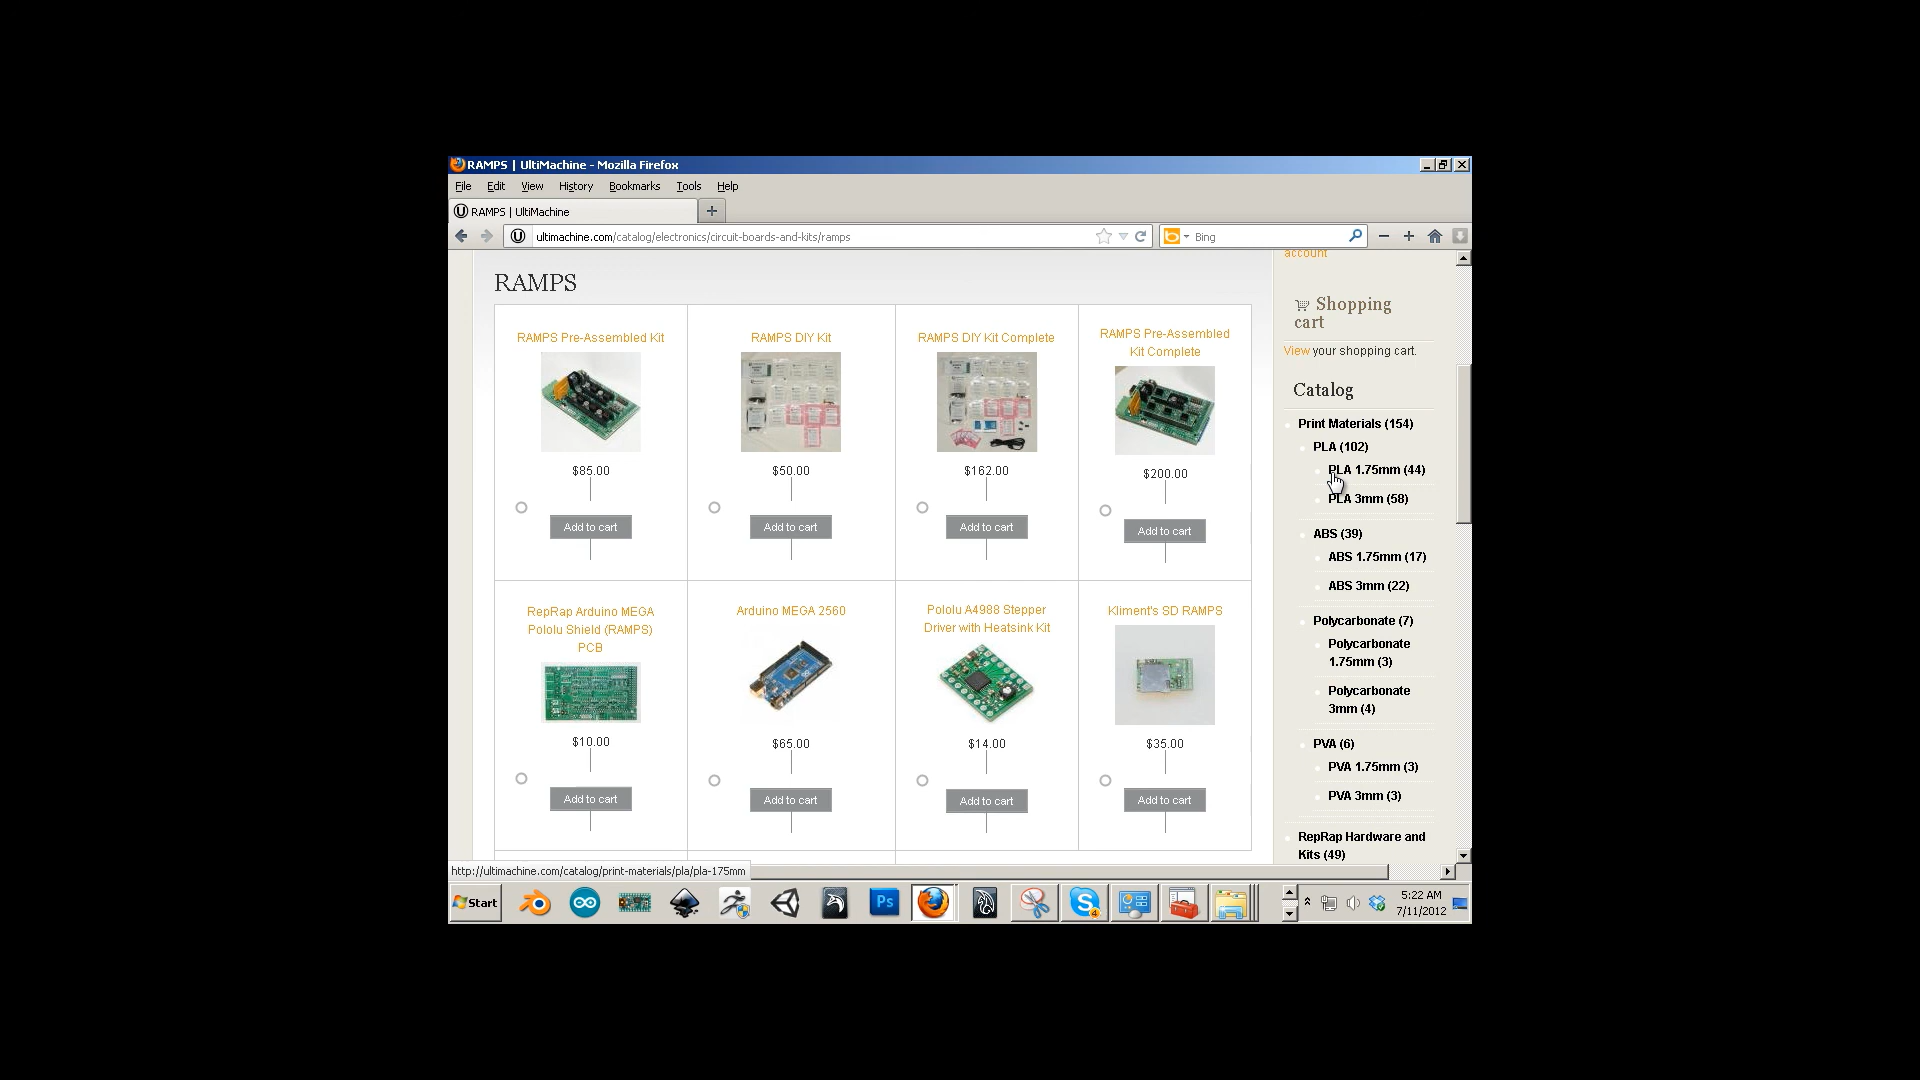 RAMPS | UltiMachine - Mozilla Firefox
File Edit View History Bookmarks Tools Help
RAMPS | UltiMachine
ultimachine.com/catalog/electronics/circuit-boards-and-kits/ramps
Bing
RAMPS
RAMPS Pre-Assembled Kit
$85.00
Add to cart
RAMPS DIY Kit
$50.00
Add to cart
RAMPS DIY Kit Complete
$162.00
Add to cart
RAMPS Pre-Assembled
Kit Complete
$200.00
Add to cart
RepRap Arduino MEGA
Pololu Shield (RAMPS)
PCB
$10.00
Add to cart
Arduino MEGA 2560
$65.00
Add to cart
Pololu A4988 Stepper
Driver with Heatsink Kit
$14.00
Add to cart
Kliment's SD RAMPS
$35.00
Add to cart
account
Shopping
cart
View your shopping cart.
Catalog
Print Materials (154)
PLA (102)
PLA 1.75mm (44)
PLA 3mm (58)
ABS (39)
ABS 1.75mm (17)
ABS 3mm (22)
Polycarbonate (7)
Polycarbonate
1.75mm (3)
Polycarbonate
3mm (4)
PVA (6)
PVA 1.75mm (3)
PVA 3mm (3)
RepRap Hardware and
Kits (49)
http://ultimachine.com/catalog/print-materials/pla/pla-175mm
Start
Ps
4
5:22 AM
7/11/2012